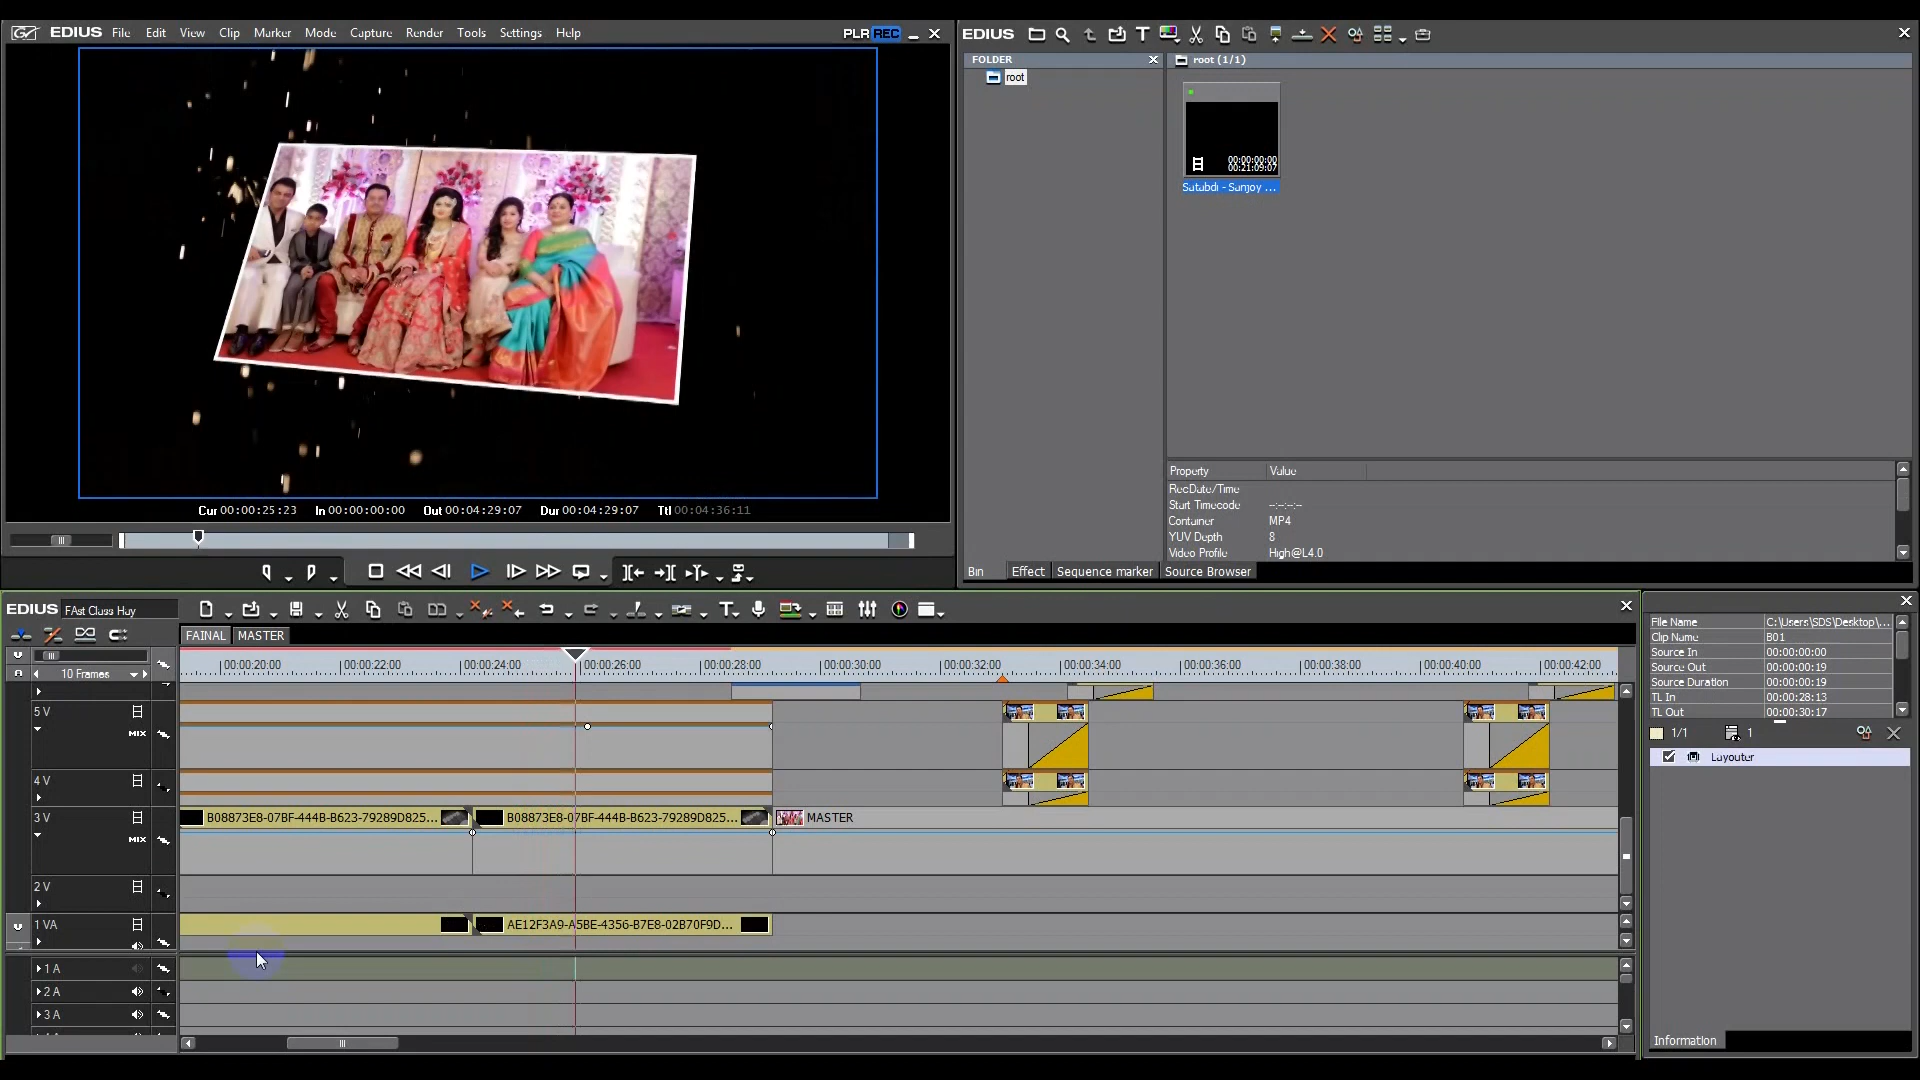 EDIUS File Edit View Clip Marker Mode Capture Render Tools Settings Help PLR REC
EDIUS
FOLDER
root
root (1/1)
00:00:00:00
00:21:09:07
Satabdi - Sanjoy ...
Cur 00:00:25:23 In 00:00:00:00 Out 00:04:29:07 Dur 00:04:29:07 Ttl 00:04:36:11
Property Value
RecDate/Time
Start Timecode --:--:--:--
Container MP4
YUV Depth 8
Video Profile High@L4.0
Bin Effect Sequence marker Source Browser
EDIUS FAst Class Huy
FAINAL MASTER
10 Frames
00:00:20:00 00:00:22:00 00:00:24:00 00:00:26:00 00:00:28:00 00:00:30:00 00:00:32:00 00:00:34:00 00:00:36:00 00:00:38:00 00:00:40:00 00:00:42:00
5 V
MIX
4 V
3 V B08873E8-07BF-444B-B623-79289D825... B08873E8-07BF-444B-B623-79289D825... MASTER
MIX
2 V
1 VA AE12F3A9-A5BE-4356-B7E8-02B70F9D...
1 A
2 A
3 A
File Name C:\Users\SDS\Desktop\...
Clip Name B01
Source In 00:00:00:00
Source Out 00:00:00:19
Source Duration 00:00:00:19
TL In 00:00:28:13
TL Out 00:00:30:17
1/1 1
Layouter
Information